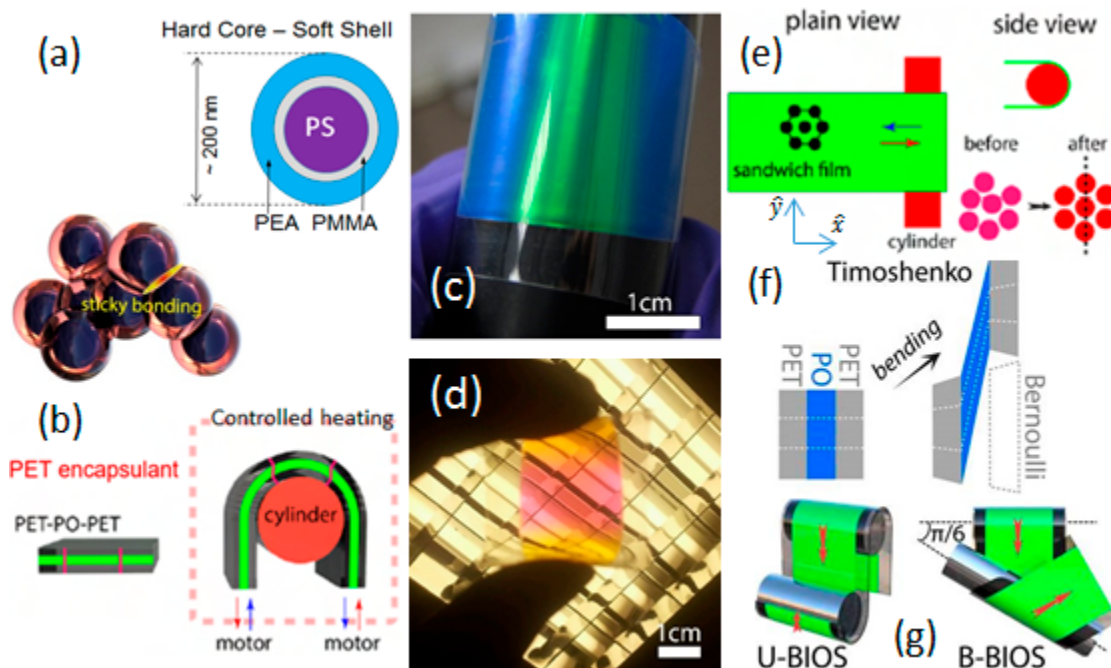 (a)
Hard Core – Soft Shell
~ 200 nm
PS
PEA PMMA
sticky bonding
(b)
Controlled heating
PET encapsulant
PET-PO-PET
cylinder
motor motor
(c)
1cm
(d)
1cm
(e)
plain view side view
sandwich film
before after
ŷ
x̂
cylinder
(f)
Timoshenko
bending
PET
PO
PET
Bernoulli
π/6
(g)
U-BIOS B-BIOS